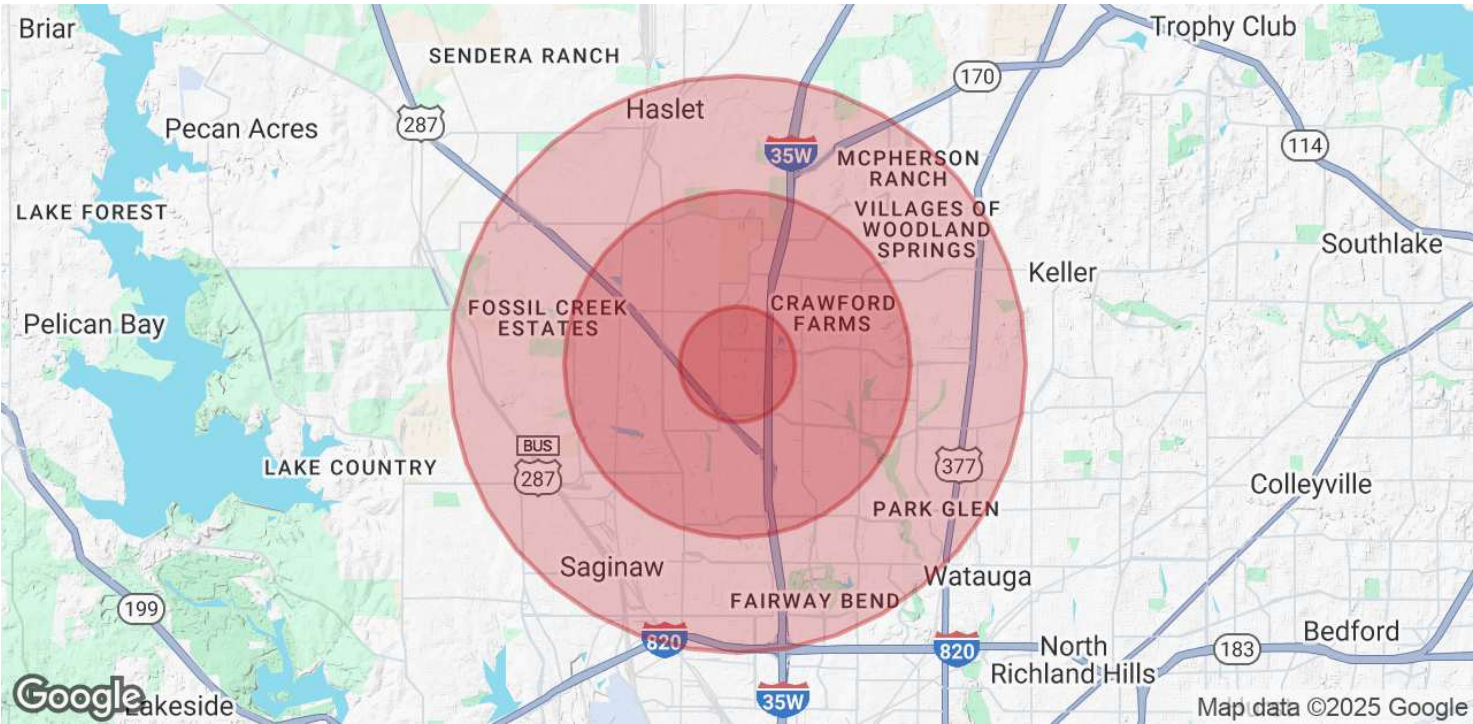 Briar
Trophy Club
SENDERA RANCH
170
Haslet
287
Pecan Acres
114
35W
MCPHERSON
RANCH
LAKE FOREST
VILLAGES OF
WOODLAND
SPRINGS
Southlake
Keller
FOSSIL CREEK
ESTATES
CRAWFORD
FARMS
Pelican Bay
BUS
287
LAKE COUNTRY
377
Colleyville
PARK GLEN
Saginaw
Watauga
FAIRWAY BEND
199
820
820
North
Richland Hills
183
Bedford
Google
Lakeside
35W
Map data ©2025 Google